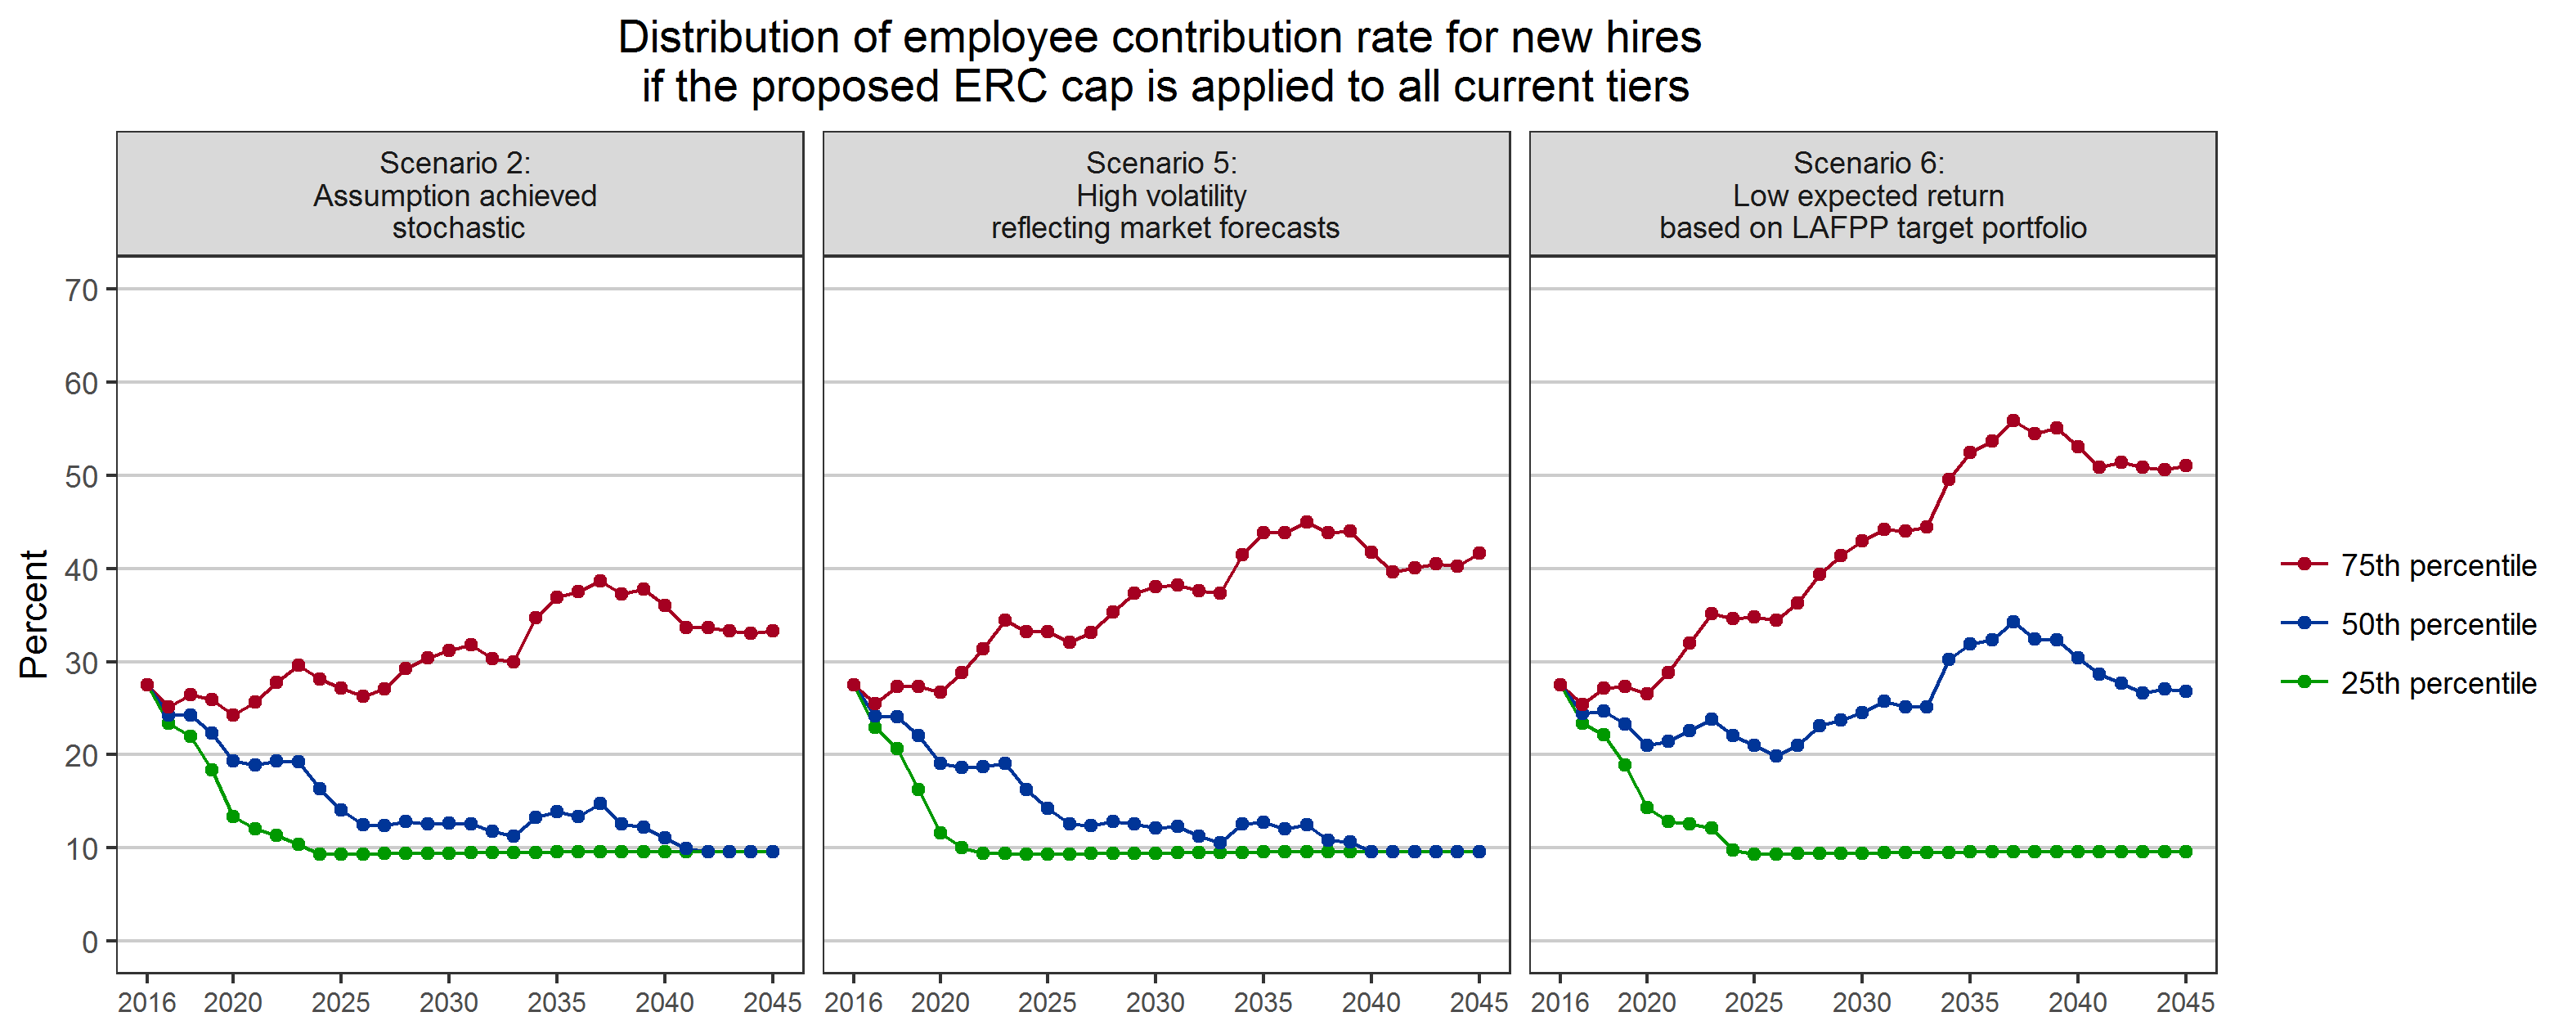 Distribution of employee contribution rate for new hires
if the proposed ERC cap is applied to all current tiers
Scenario 2:
Assumption achieved
stochastic
Scenario 5:
High volatility
reflecting market forecasts
Scenario 6:
Low expected return
based on LAFPP target portfolio
Percent
70
60
50
40
30
20
10
0
2016 2020 2025 2030 2035 2040 2045
2016 2020 2025 2030 2035 2040 2045
2016 2020 2025 2030 2035 2040 2045
75th percentile
50th percentile
25th percentile